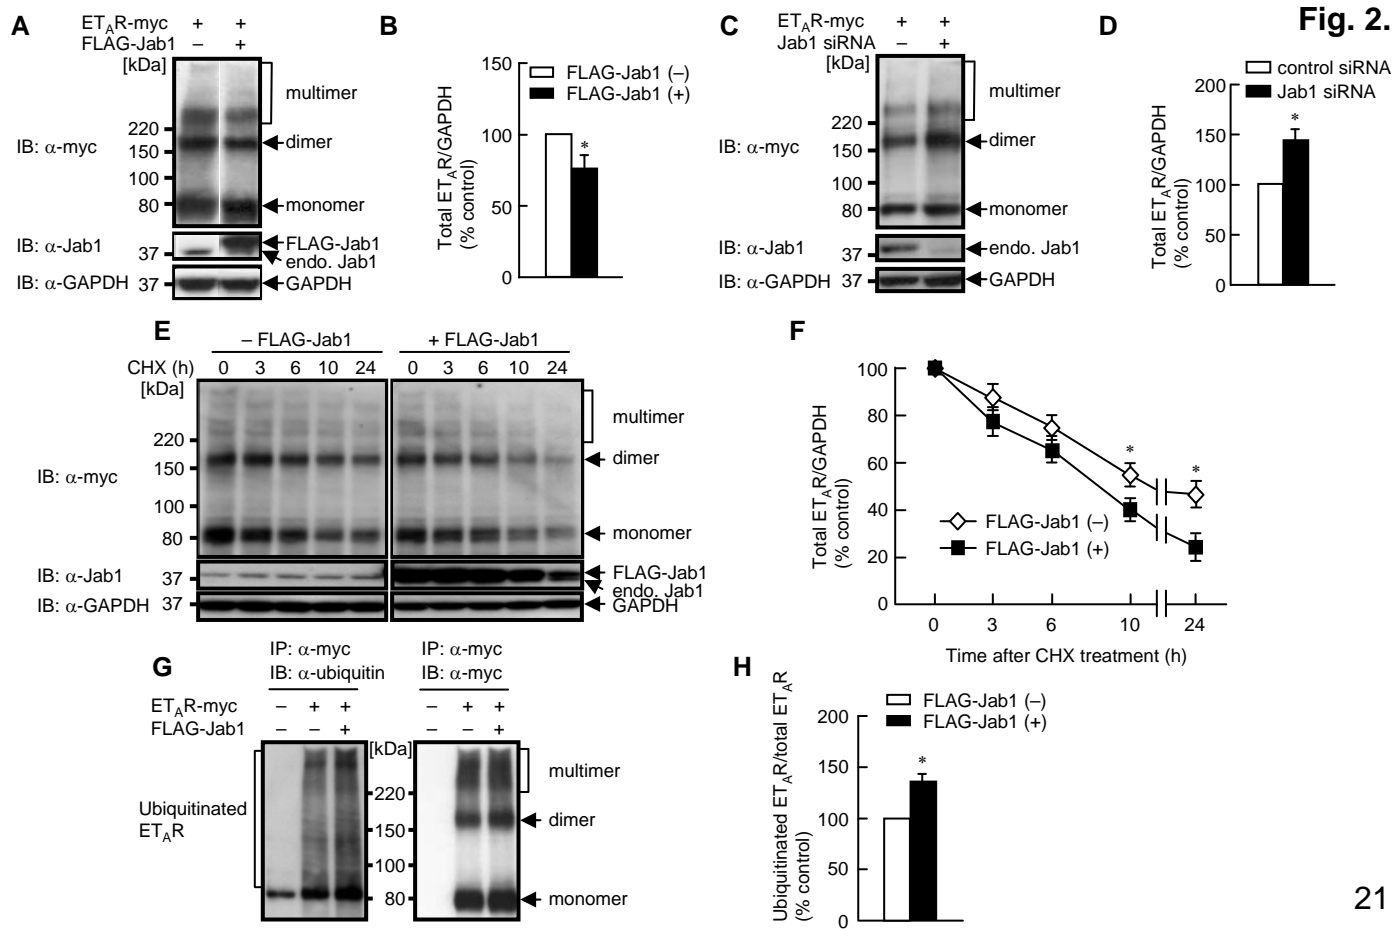 Fig. 2.
A
ETAR-myc + +
FLAG-Jab1 – +
[kDa]
multimer
220
dimer
IB: α-myc
150
100
80
monomer
IB: α-Jab1
37
FLAG-Jab1
endo. Jab1
IB: α-GAPDH
37
GAPDH
B
FLAG-Jab1 (–)
FLAG-Jab1 (+)
Total ETAR/GAPDH
(% control)
150
100
50
0
*
C
ETAR-myc + +
Jab1 siRNA – +
[kDa]
multimer
220
dimer
IB: α-myc
150
100
80
monomer
IB: α-Jab1
37
endo. Jab1
IB: α-GAPDH
37
GAPDH
D
control siRNA
Jab1 siRNA
Total ETAR/GAPDH
(% control)
200
150
100
50
0
*
E
– FLAG-Jab1 + FLAG-Jab1
CHX (h) 0 3 6 10 24 0 3 6 10 24
[kDa]
multimer
220
dimer
150
IB: α-myc
100
80
monomer
IB: α-Jab1
37
FLAG-Jab1
endo. Jab1
IB: α-GAPDH
37
GAPDH
F
Total ETAR/GAPDH
(% control)
100
80
60
40
20
0
* *
FLAG-Jab1 (–)
FLAG-Jab1 (+)
0 3 6 10 24
Time after CHX treatment (h)
G
IP: α-myc IP: α-myc
IB: α-ubiquitin IB: α-myc
ETAR-myc – + + – + +
FLAG-Jab1 – – + – – +
[kDa]
multimer
220
Ubiquitinated
ETAR
dimer
150
100
80
monomer
H
FLAG-Jab1 (–)
FLAG-Jab1 (+)
Ubiquitinated ETAR/total ETAR
(% control)
200
150
100
50
0
*
21